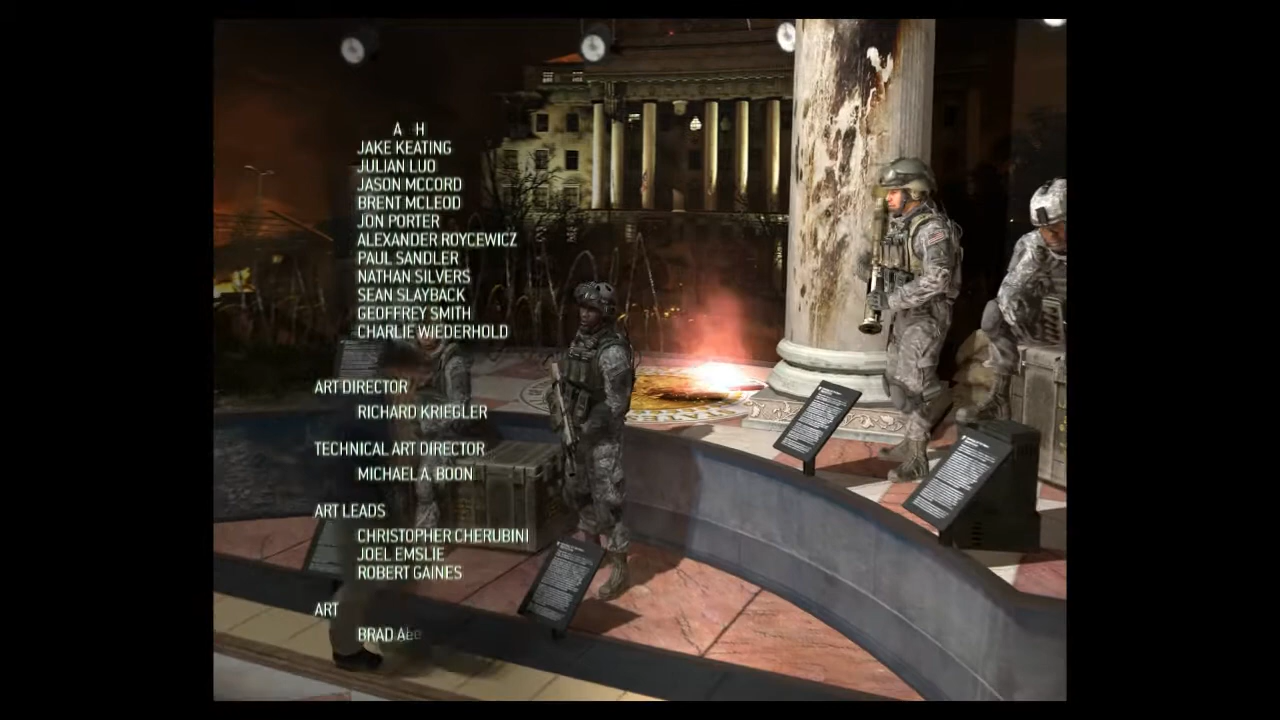 A H
JAKE KEATING
JULIAN LUO
JASON MCCORD
BRENT MCLEOD
JON PORTER
ALEXANDER ROYCEWICZ
PAUL SANDLER
NATHAN SILVERS
SEAN SLAYBACK
GEOFFREY SMITH
CHARLIE WIEDERHOLD
ART DIRECTOR
RICHARD KRIEGLER
TECHNICAL ART DIRECTOR
MICHAEL A. BOON
ART LEADS
CHRISTOPHER CHERUBINI
JOEL EMSLIE
ROBERT GAINES
ART
BRAD